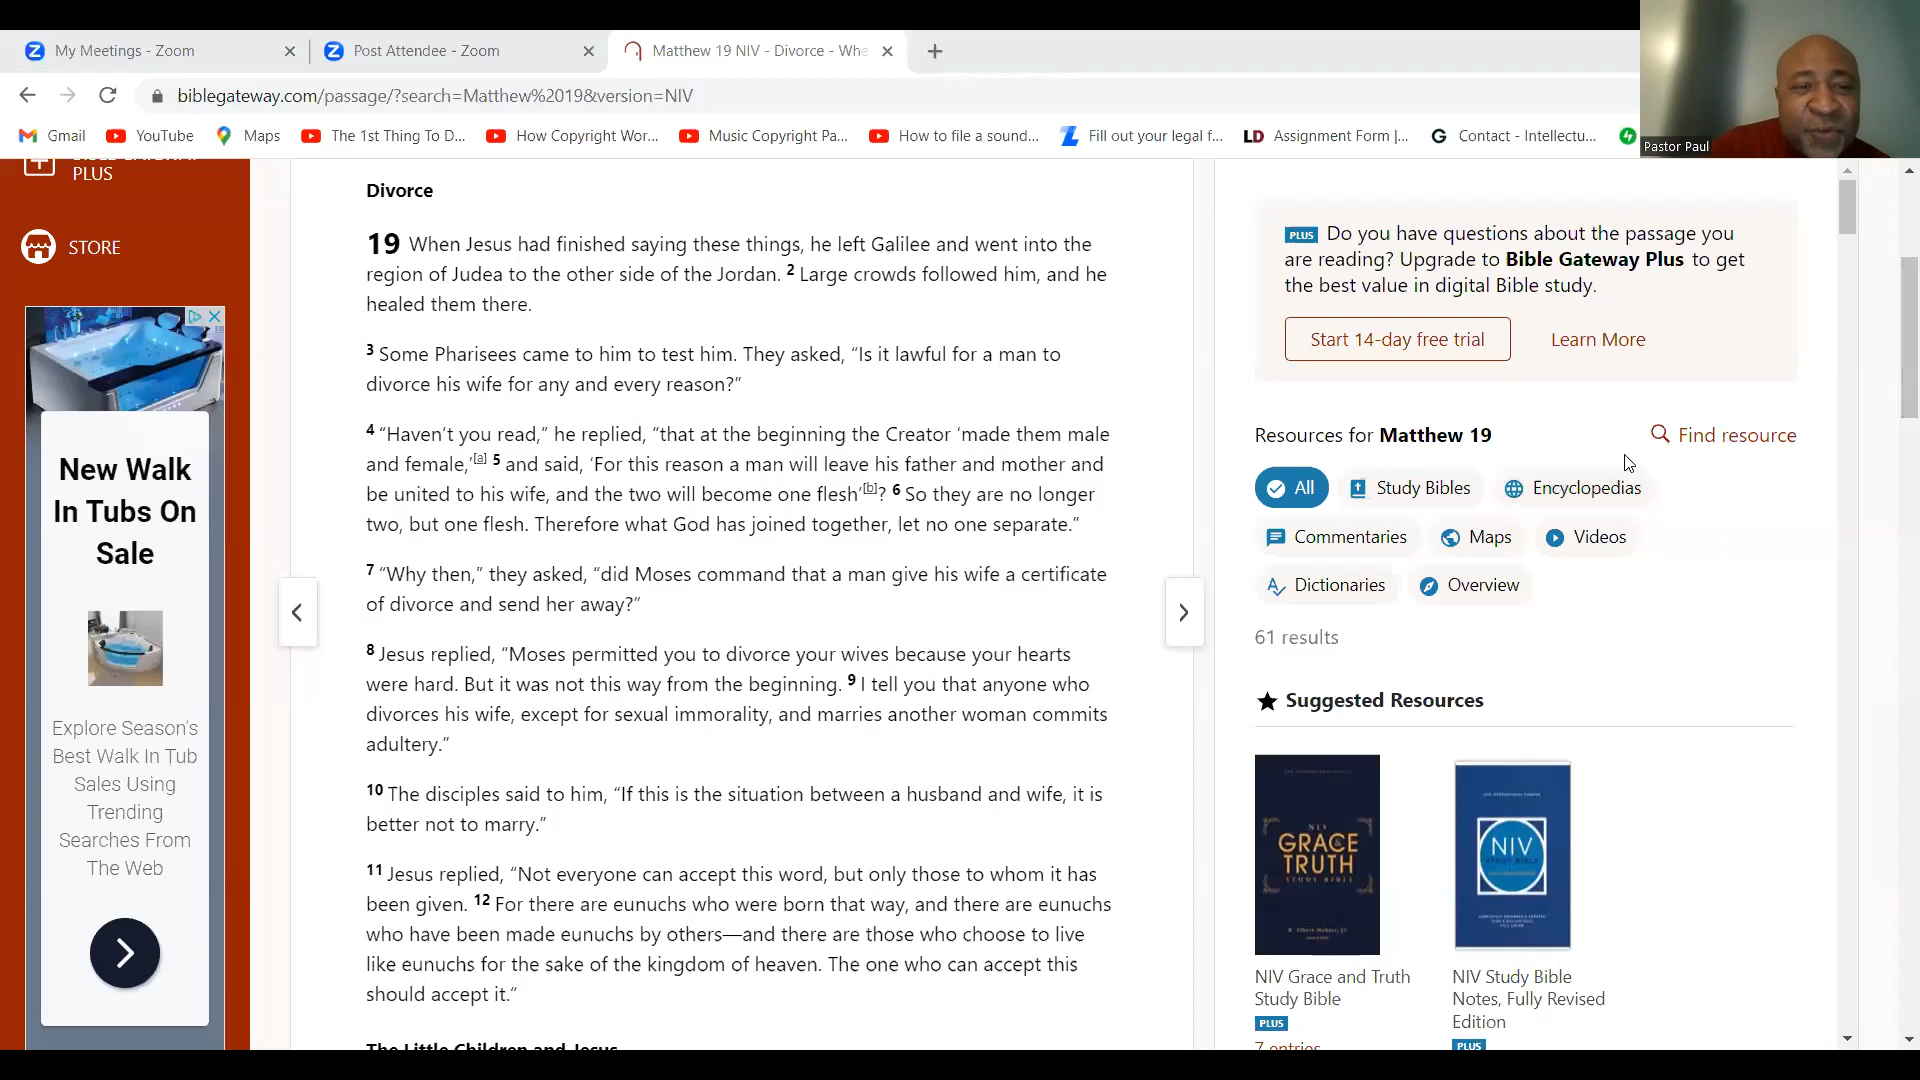 My Meetings - Zoom
Post Attendee - Zoom
Matthew 19 NIV - Divorce - Whe
biblegateway.com/passage/?search=Matthew%2019&version=NIV
Gmail
YouTube
Maps
The 1st Thing To D...
How Copyright Wor...
Music Copyright Pa...
How to file a sound...
Fill out your legal f...
LD Assignment Form |...
G Contact - Intellectu...
Pastor Paul
PLUS
STORE
New Walk
In Tubs On
Sale
Explore Season's
Best Walk In Tub
Sales Using
Trending
Searches From
The Web
Divorce
19 When Jesus had finished saying these things, he left Galilee and went into the
region of Judea to the other side of the Jordan. 2 Large crowds followed him, and he
healed them there.
3 Some Pharisees came to him to test him. They asked, “Is it lawful for a man to
divorce his wife for any and every reason?”
4 “Haven’t you read,” he replied, “that at the beginning the Creator ‘made them male
and female,’[a] 5 and said, ‘For this reason a man will leave his father and mother and
be united to his wife, and the two will become one flesh’[b]? 6 So they are no longer
two, but one flesh. Therefore what God has joined together, let no one separate.”
7 “Why then,” they asked, “did Moses command that a man give his wife a certificate
of divorce and send her away?”
8 Jesus replied, “Moses permitted you to divorce your wives because your hearts
were hard. But it was not this way from the beginning. 9 I tell you that anyone who
divorces his wife, except for sexual immorality, and marries another woman commits
adultery.”
10 The disciples said to him, “If this is the situation between a husband and wife, it is
better not to marry.”
11 Jesus replied, “Not everyone can accept this word, but only those to whom it has
been given. 12 For there are eunuchs who were born that way, and there are eunuchs
who have been made eunuchs by others—and there are those who choose to live
like eunuchs for the sake of the kingdom of heaven. The one who can accept this
should accept it.”
The Little Children and Jesus
PLUS Do you have questions about the passage you
are reading? Upgrade to Bible Gateway Plus to get
the best value in digital Bible study.
Start 14-day free trial
Learn More
Resources for Matthew 19
Find resource
All
Study Bibles
Encyclopedias
Commentaries
Maps
Videos
Dictionaries
Overview
61 results
Suggested Resources
NIV
GRACE
&
TRUTH
STUDY BIBLE
NIV
STUDY BIBLE
NIV Grace and Truth
Study Bible
PLUS
7 entries
NIV Study Bible
Notes, Fully Revised
Edition
PLUS